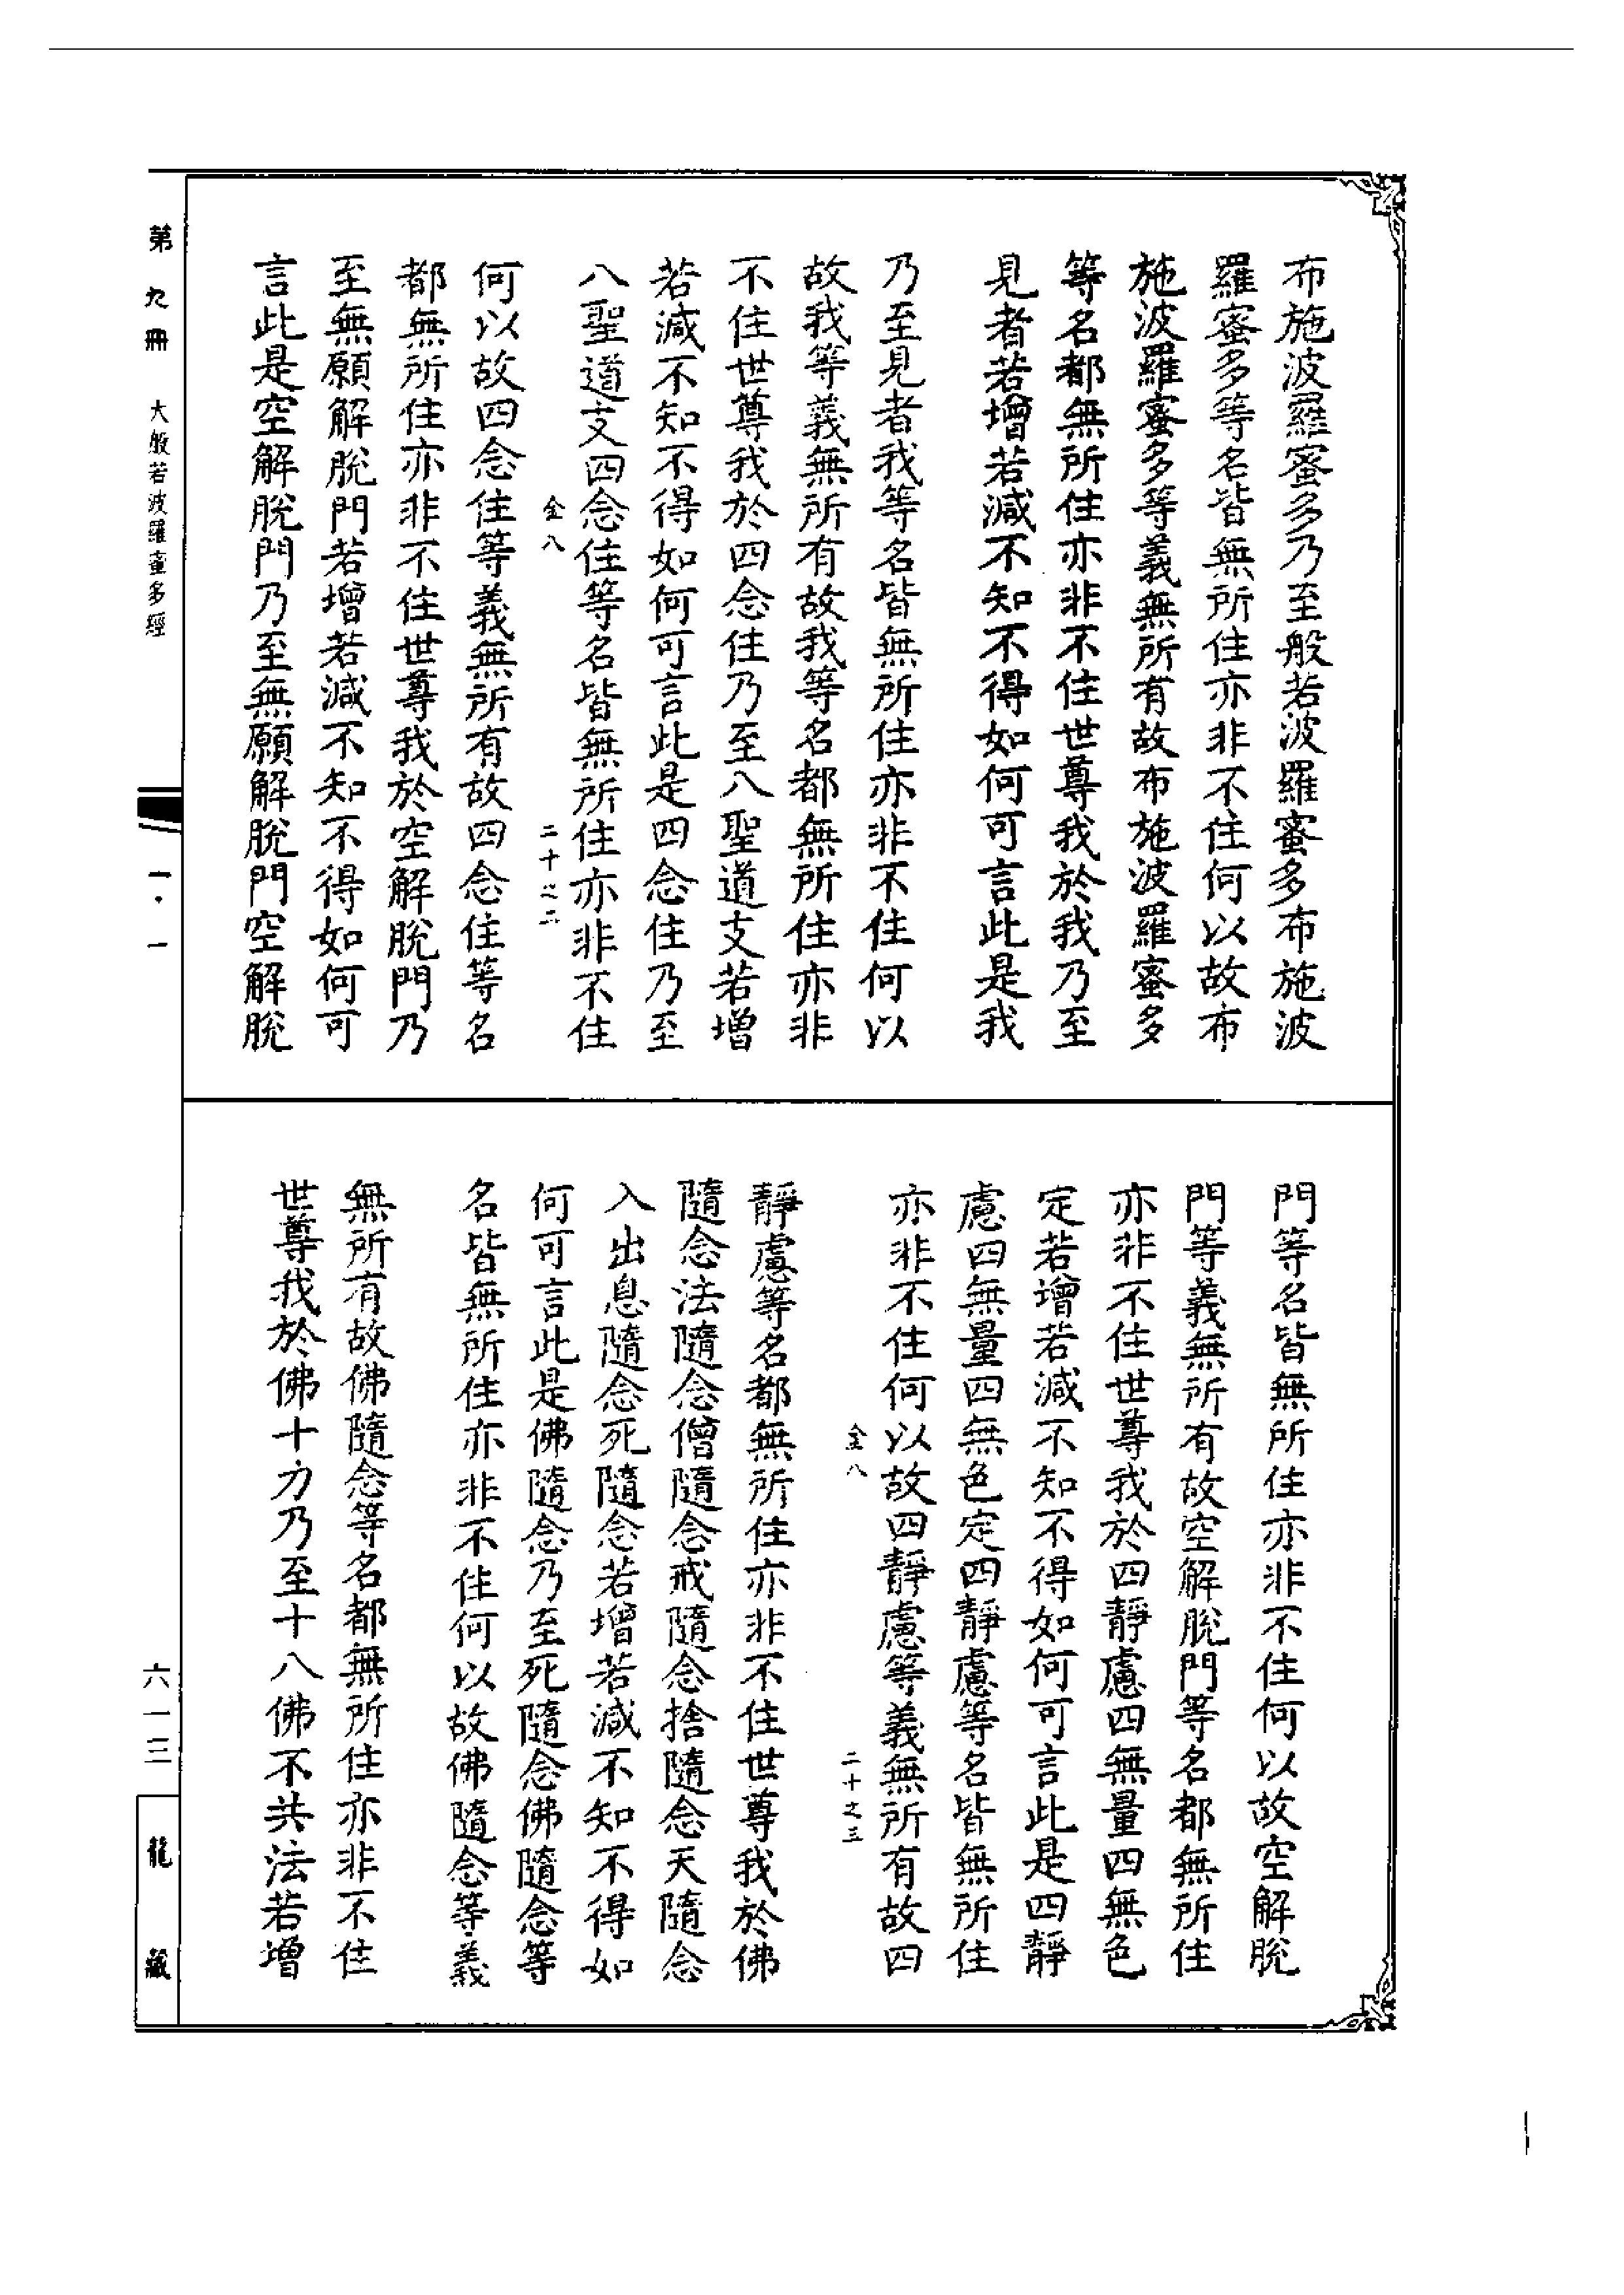 布施波羅蜜多乃至般若波羅蜜多布施波
羅蜜多等名皆無所住亦非不住何以故布
施波羅蜜多等義無所有故布施波羅蜜多
等名都無所住亦非不住世尊我於我乃至
見者若增若減不知不得如何可言此是我
乃至見者我等名皆無所住亦非不住何以
故我等義無所有故我等名都無所住亦非
不住世尊我於四念住乃至八聖道支若增
若減不知不得如何可言此是四念住乃至
八聖道支四念住等名皆無所住亦非不住
金八 二十之二
何以故四念住等義無所有故四念住等名
都無所住亦非不住世尊我於空解脫門乃
至無願解脫門若增若減不知不得如何可
言此是空解脫門乃至無願解脫門空解脫
門等名皆無所住亦非不住何以故空解脫
門等義無所有故空解脫門等名都無所住
亦非不住世尊我於四靜慮四無量四無色
定若增若減不知不得如何可言此是四靜
慮四無量四無色定四靜慮等名皆無所住
亦非不住何以故四靜慮等義無所有故四
金八 二十之三
靜慮等名都無所住亦非不住世尊我於佛
隨念法隨念僧隨念戒隨念捨隨念天隨念
入出息隨念死隨念若增若減不知不得如
何可言此是佛隨念乃至死隨念佛隨念等
名皆無所住亦非不住何以故佛隨念等義
無所有故佛隨念等名都無所住亦非不住
世尊我於佛十力乃至十八佛不共法若增
第九冊 大般若波羅蜜多經
一·一
六一三
龍藏